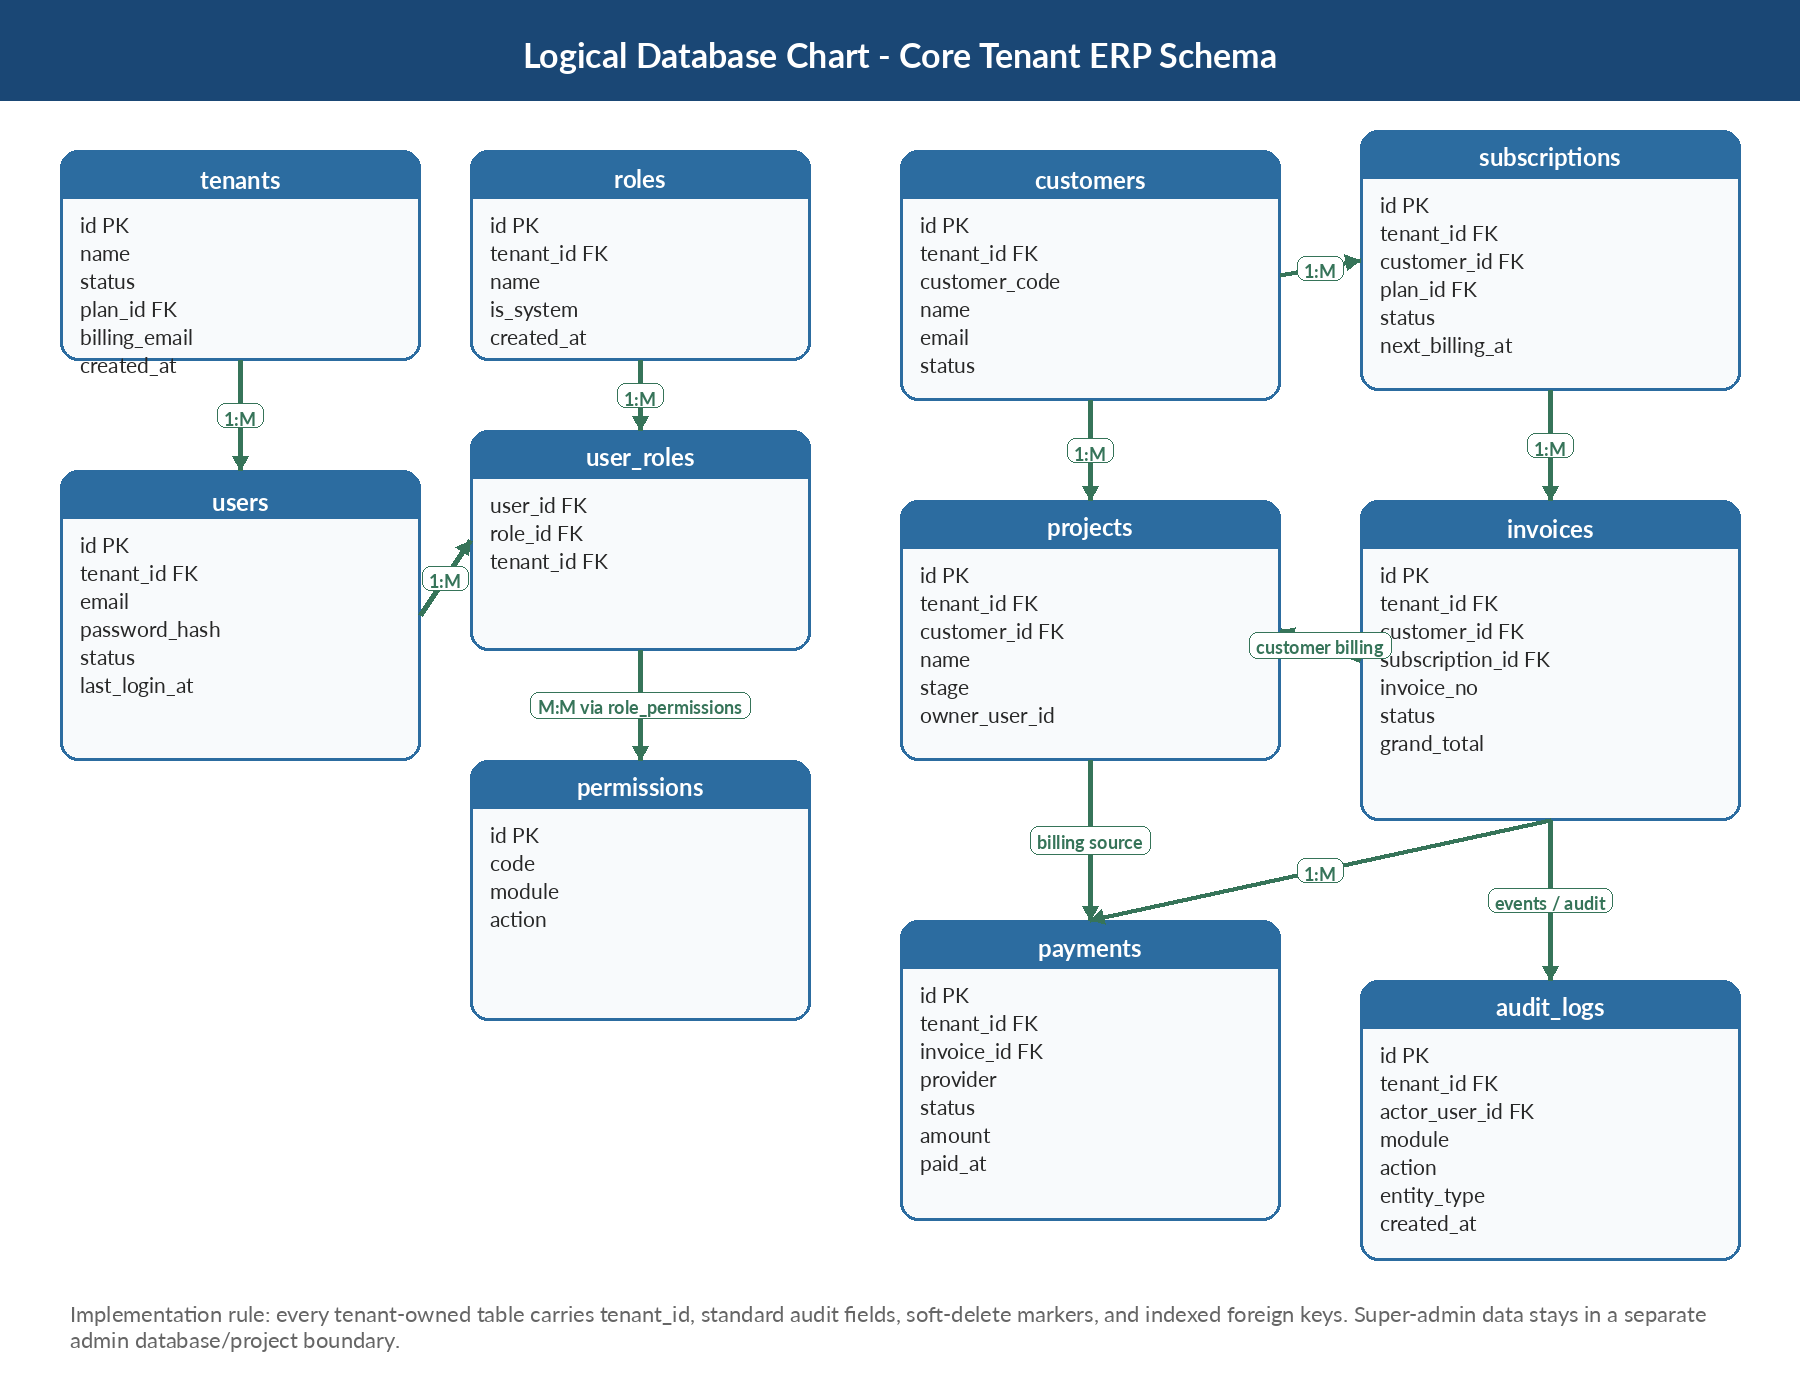 Logical Database Chart - Core Tenant ERP Schema
tenants
id PK
name
status
plan_id FK
billing_email
created_at
1:M
users
id PK
tenant_id FK
email
password_hash
status
last_login_at
1:M
roles
id PK
tenant_id FK
name
is_system
created_at
1:M
user_roles
user_id FK
role_id FK
tenant_id FK
M:M via role_permissions
permissions
id PK
code
module
action
customers
id PK
tenant_id FK
customer_code
name
email
status
1:M
1:M
projects
id PK
tenant_id FK
customer_id FK
name
stage
owner_user_id
customer billing
billing source
payments
id PK
tenant_id FK
invoice_id FK
provider
status
amount
paid_at
subscriptions
id PK
tenant_id FK
customer_id FK
plan_id FK
status
next_billing_at
1:M
invoices
id PK
tenant_id FK
customer_id FK
subscription_id FK
invoice_no
status
grand_total
1:M
events / audit
audit_logs
id PK
tenant_id FK
actor_user_id FK
module
action
entity_type
created_at
Implementation rule: every tenant-owned table carries tenant_id, standard audit fields, soft-delete markers, and indexed foreign keys. Super-admin data stays in a separate
admin database/project boundary.